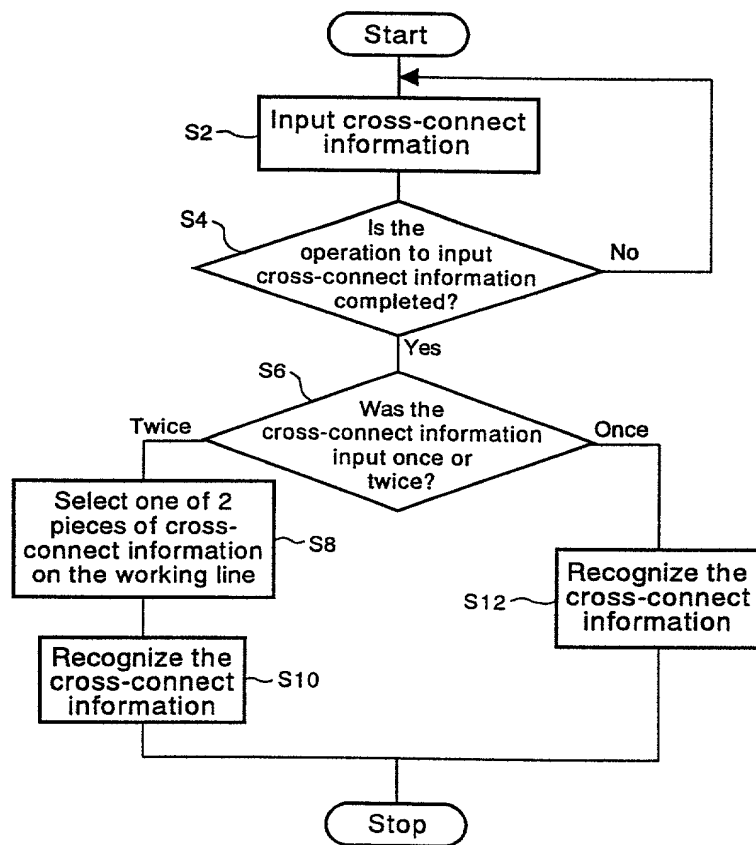 Start
S2
Input cross-connect
information
S4
Is the
operation to input
cross-connect information
completed?
No
Yes
S6
Was the
cross-connect information
input once or
twice?
Twice
Once
Select one of 2
pieces of cross-
connect information
on the working line
S8
Recognize the
cross-connect
information
S10
S12
Recognize the
cross-connect
information
Stop